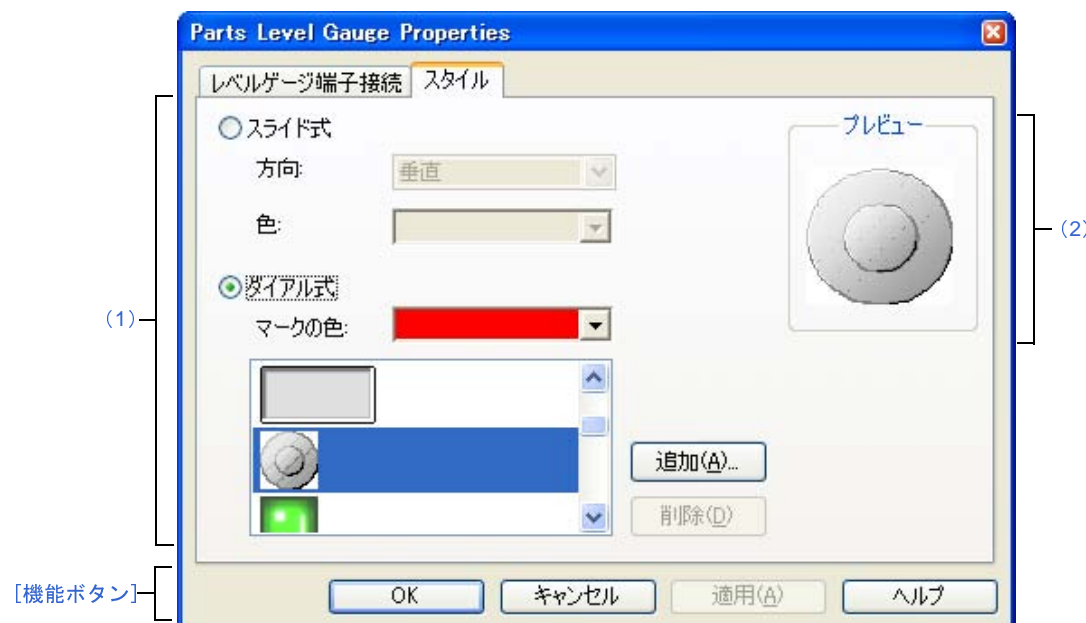 Parts Level Gauge Properties
レベルゲージ端子接続 スタイル
スライド式
方向: 垂直
色:
ダイアル式
マークの色:
プレビュー
(1)
(2)
追加(A)...
削除(D)
[機能ボタン]
OK キャンセル 適用(A) ヘルプ